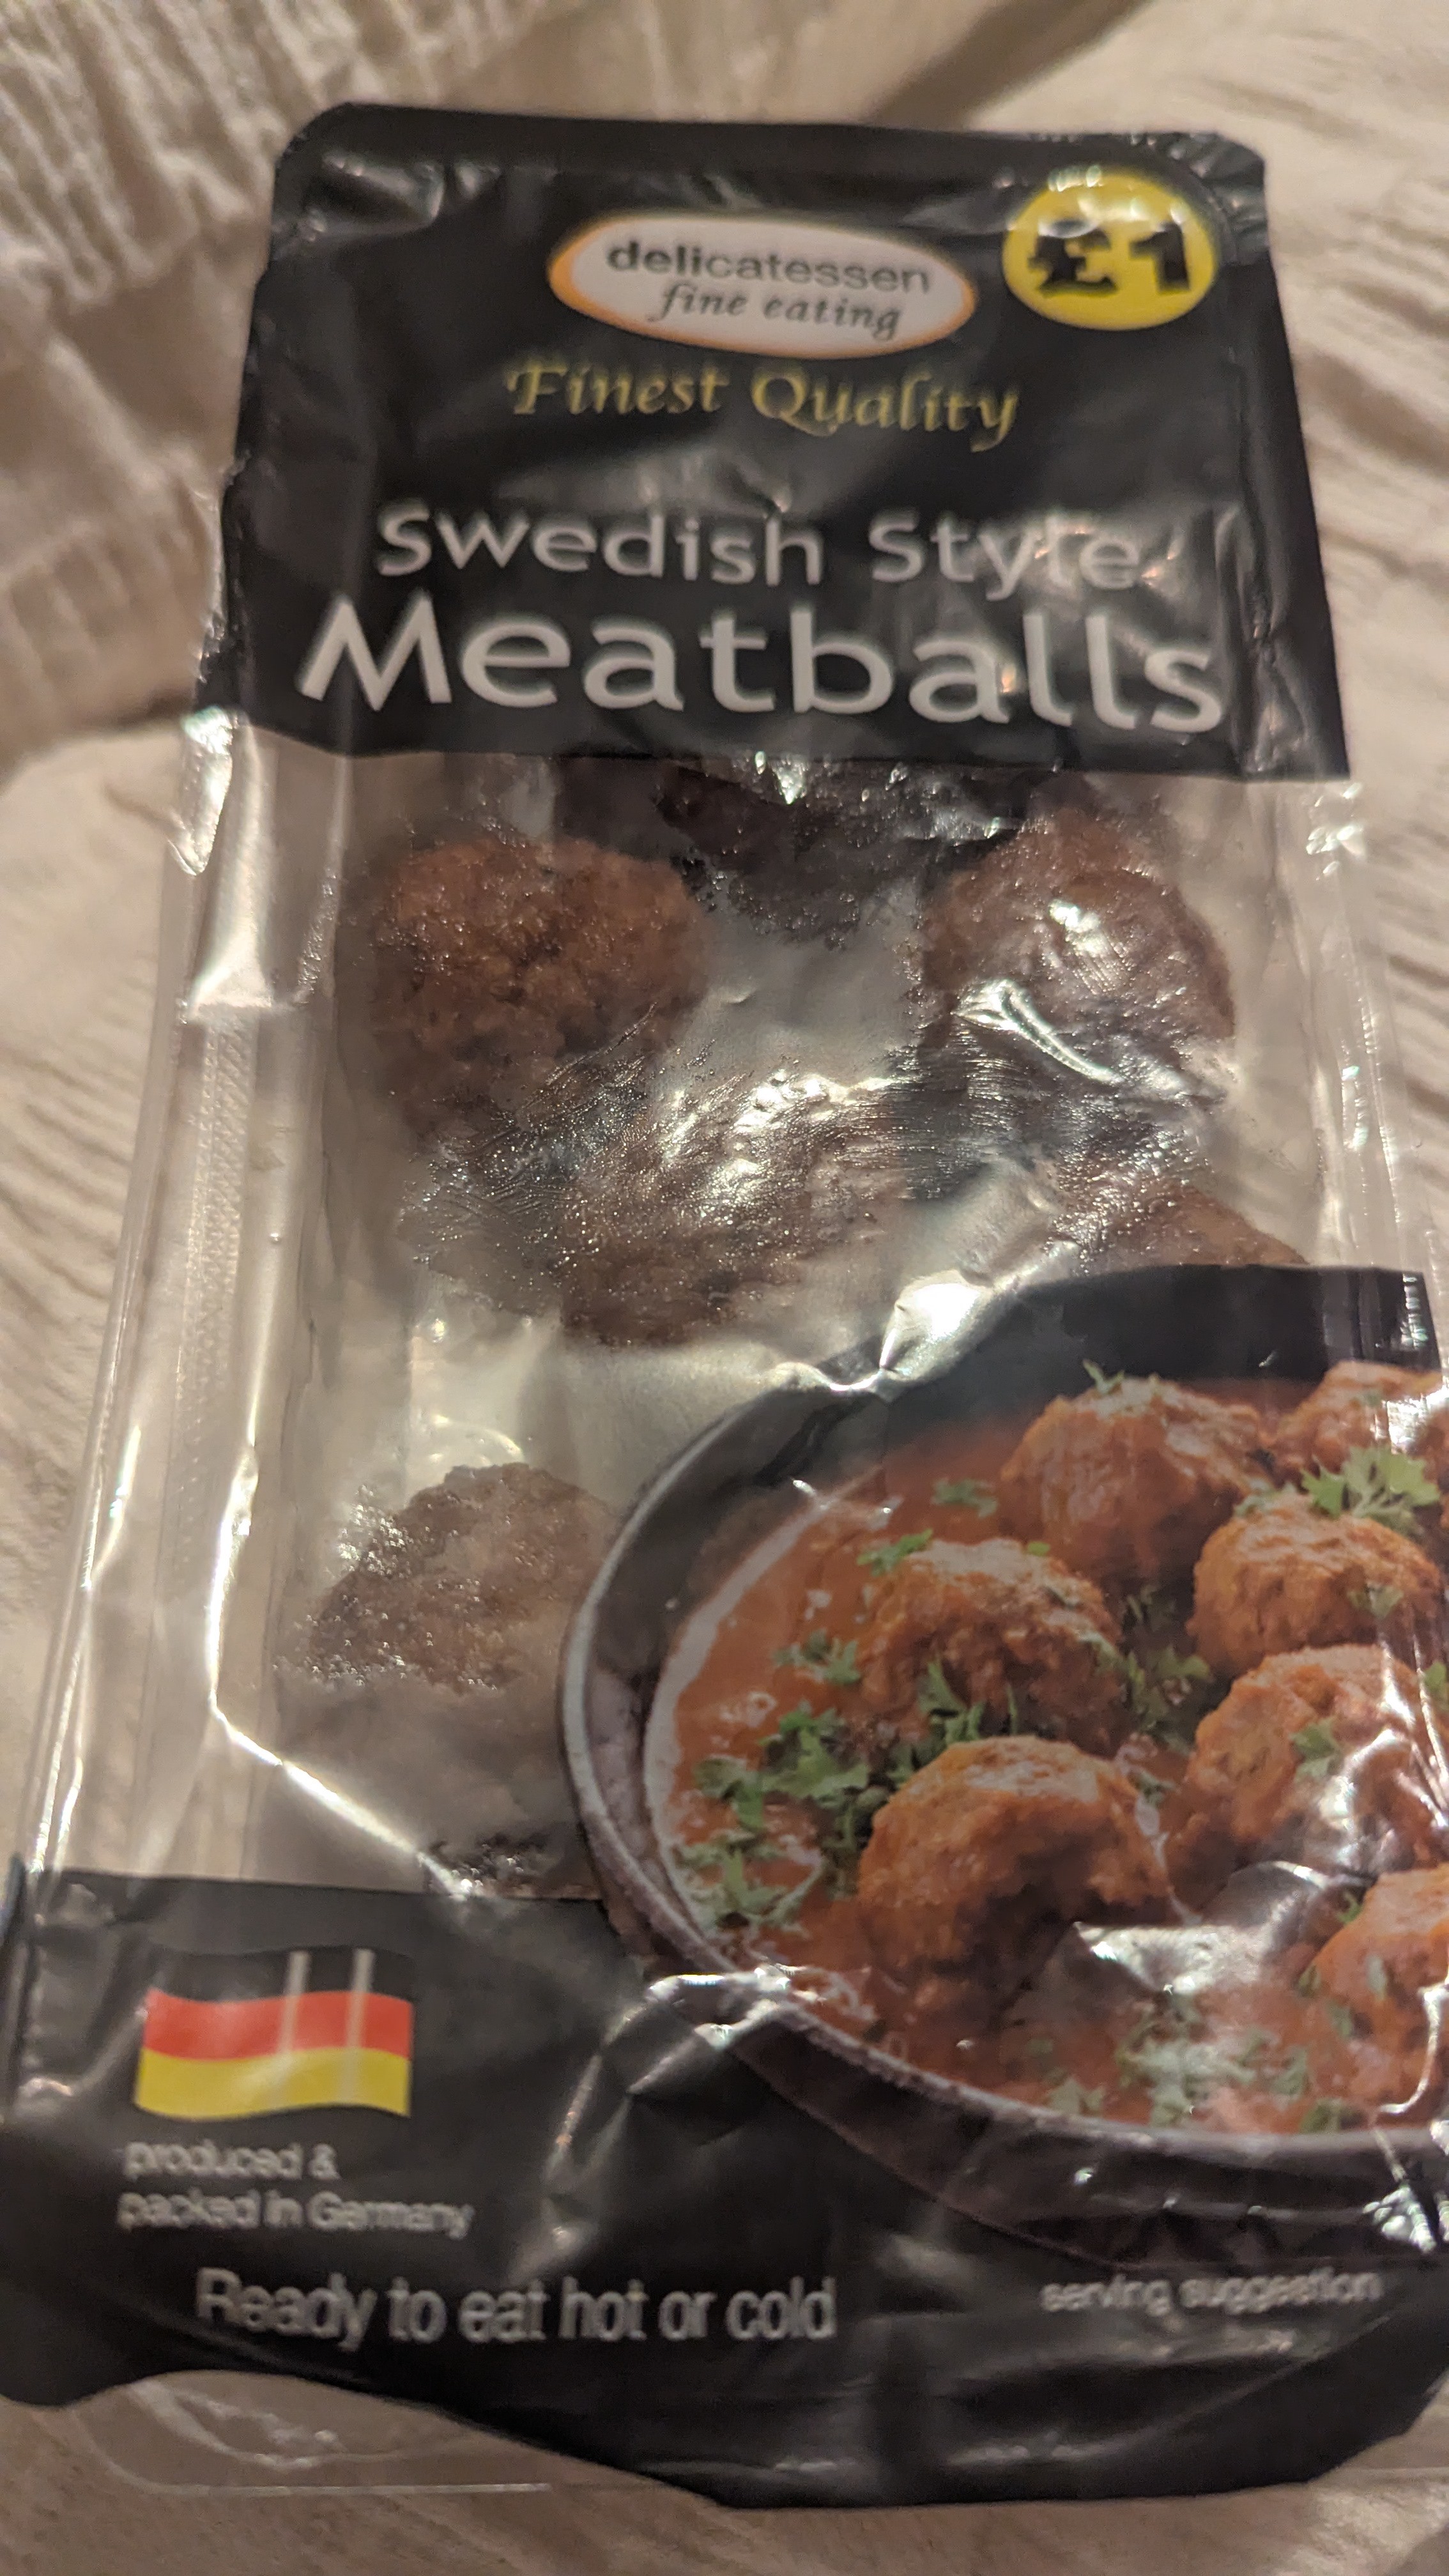 delicatessen
fine eating
£1
Finest Quality
Swedish Style
Meatballs
produced &
packed in Germany
Ready to eat hot or cold
serving suggestion